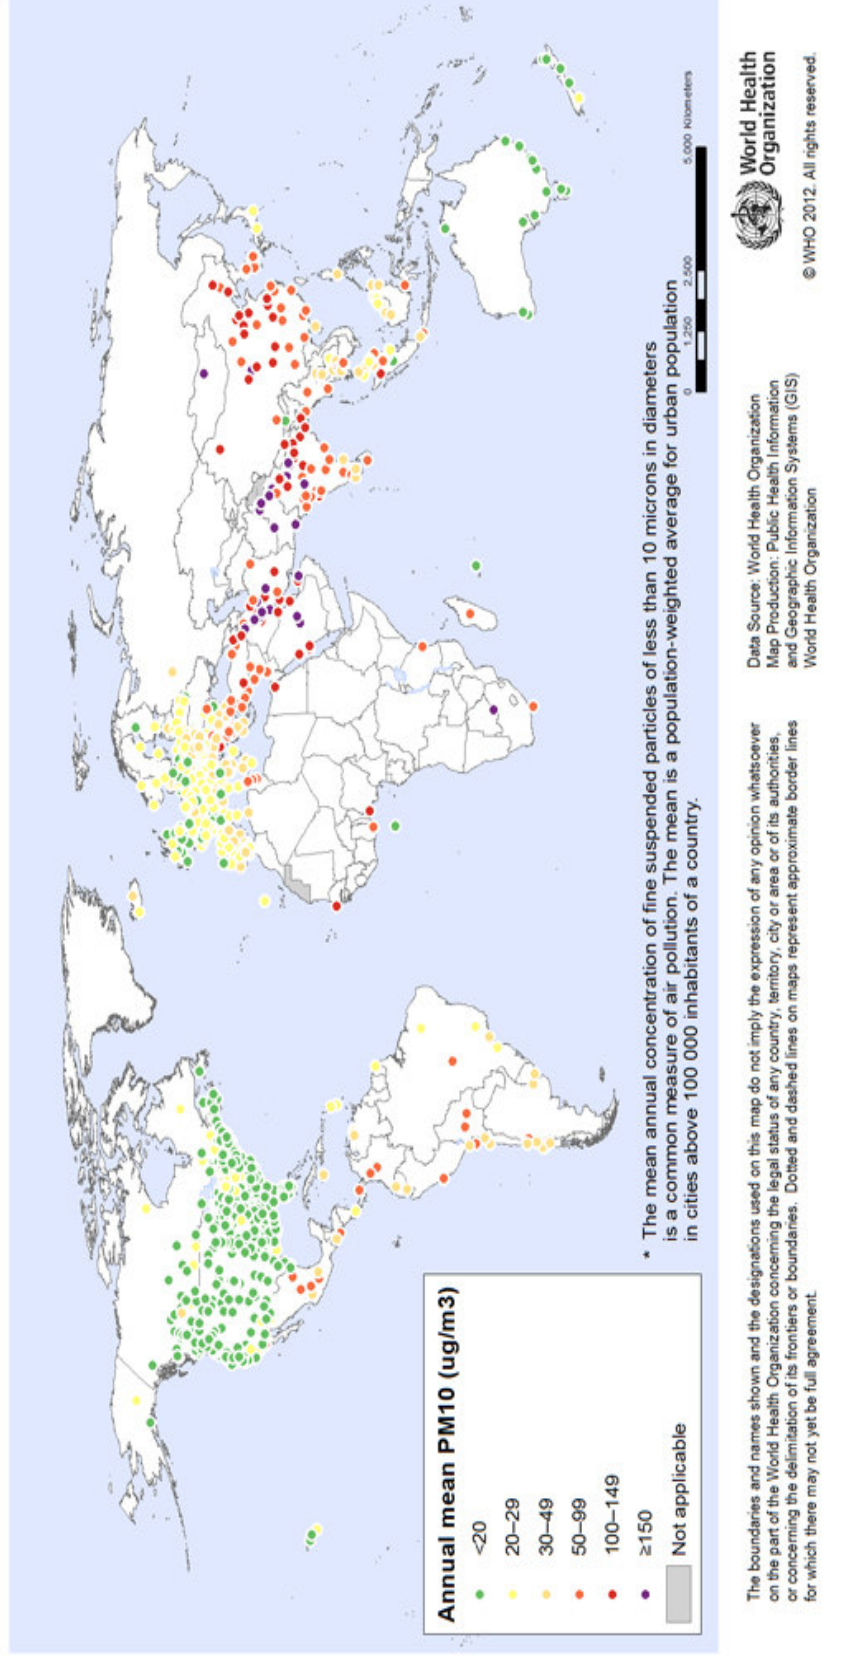 Annual mean PM10 (ug/m3)
<20
20–29
30–49
50–99
100–149
≥150
Not applicable
* The mean annual concentration of fine suspended particles of less than 10 microns in diameters
is a common measure of air pollution. The mean is a population-weighted average for urban population
in cities above 100 000 inhabitants of a country.
0 1,250 2,500 5,000 Kilometers
The boundaries and names shown and the designations used on this map do not imply the expression of any opinion whatsoever
on the part of the World Health Organization concerning the legal status of any country, territory, city or area or of its authorities,
or concerning the delimitation of its frontiers or boundaries. Dotted and dashed lines on maps represent approximate border lines
for which there may not yet be full agreement.
Data Source: World Health Organization
Map Production: Public Health Information
and Geographic Information Systems (GIS)
World Health Organization
World Health
Organization
© WHO 2012. All rights reserved.